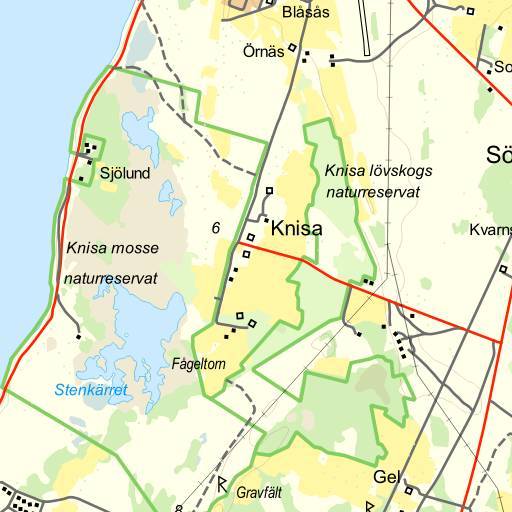 Blåsås
Örnäs
So
Sö
Sjölund
Knisa lövskogs
naturreservat
6
Knisa
Kvarns
Knisa mosse
naturreservat
Fågeltorn
Stenkärret
Gel
Gravfält
8